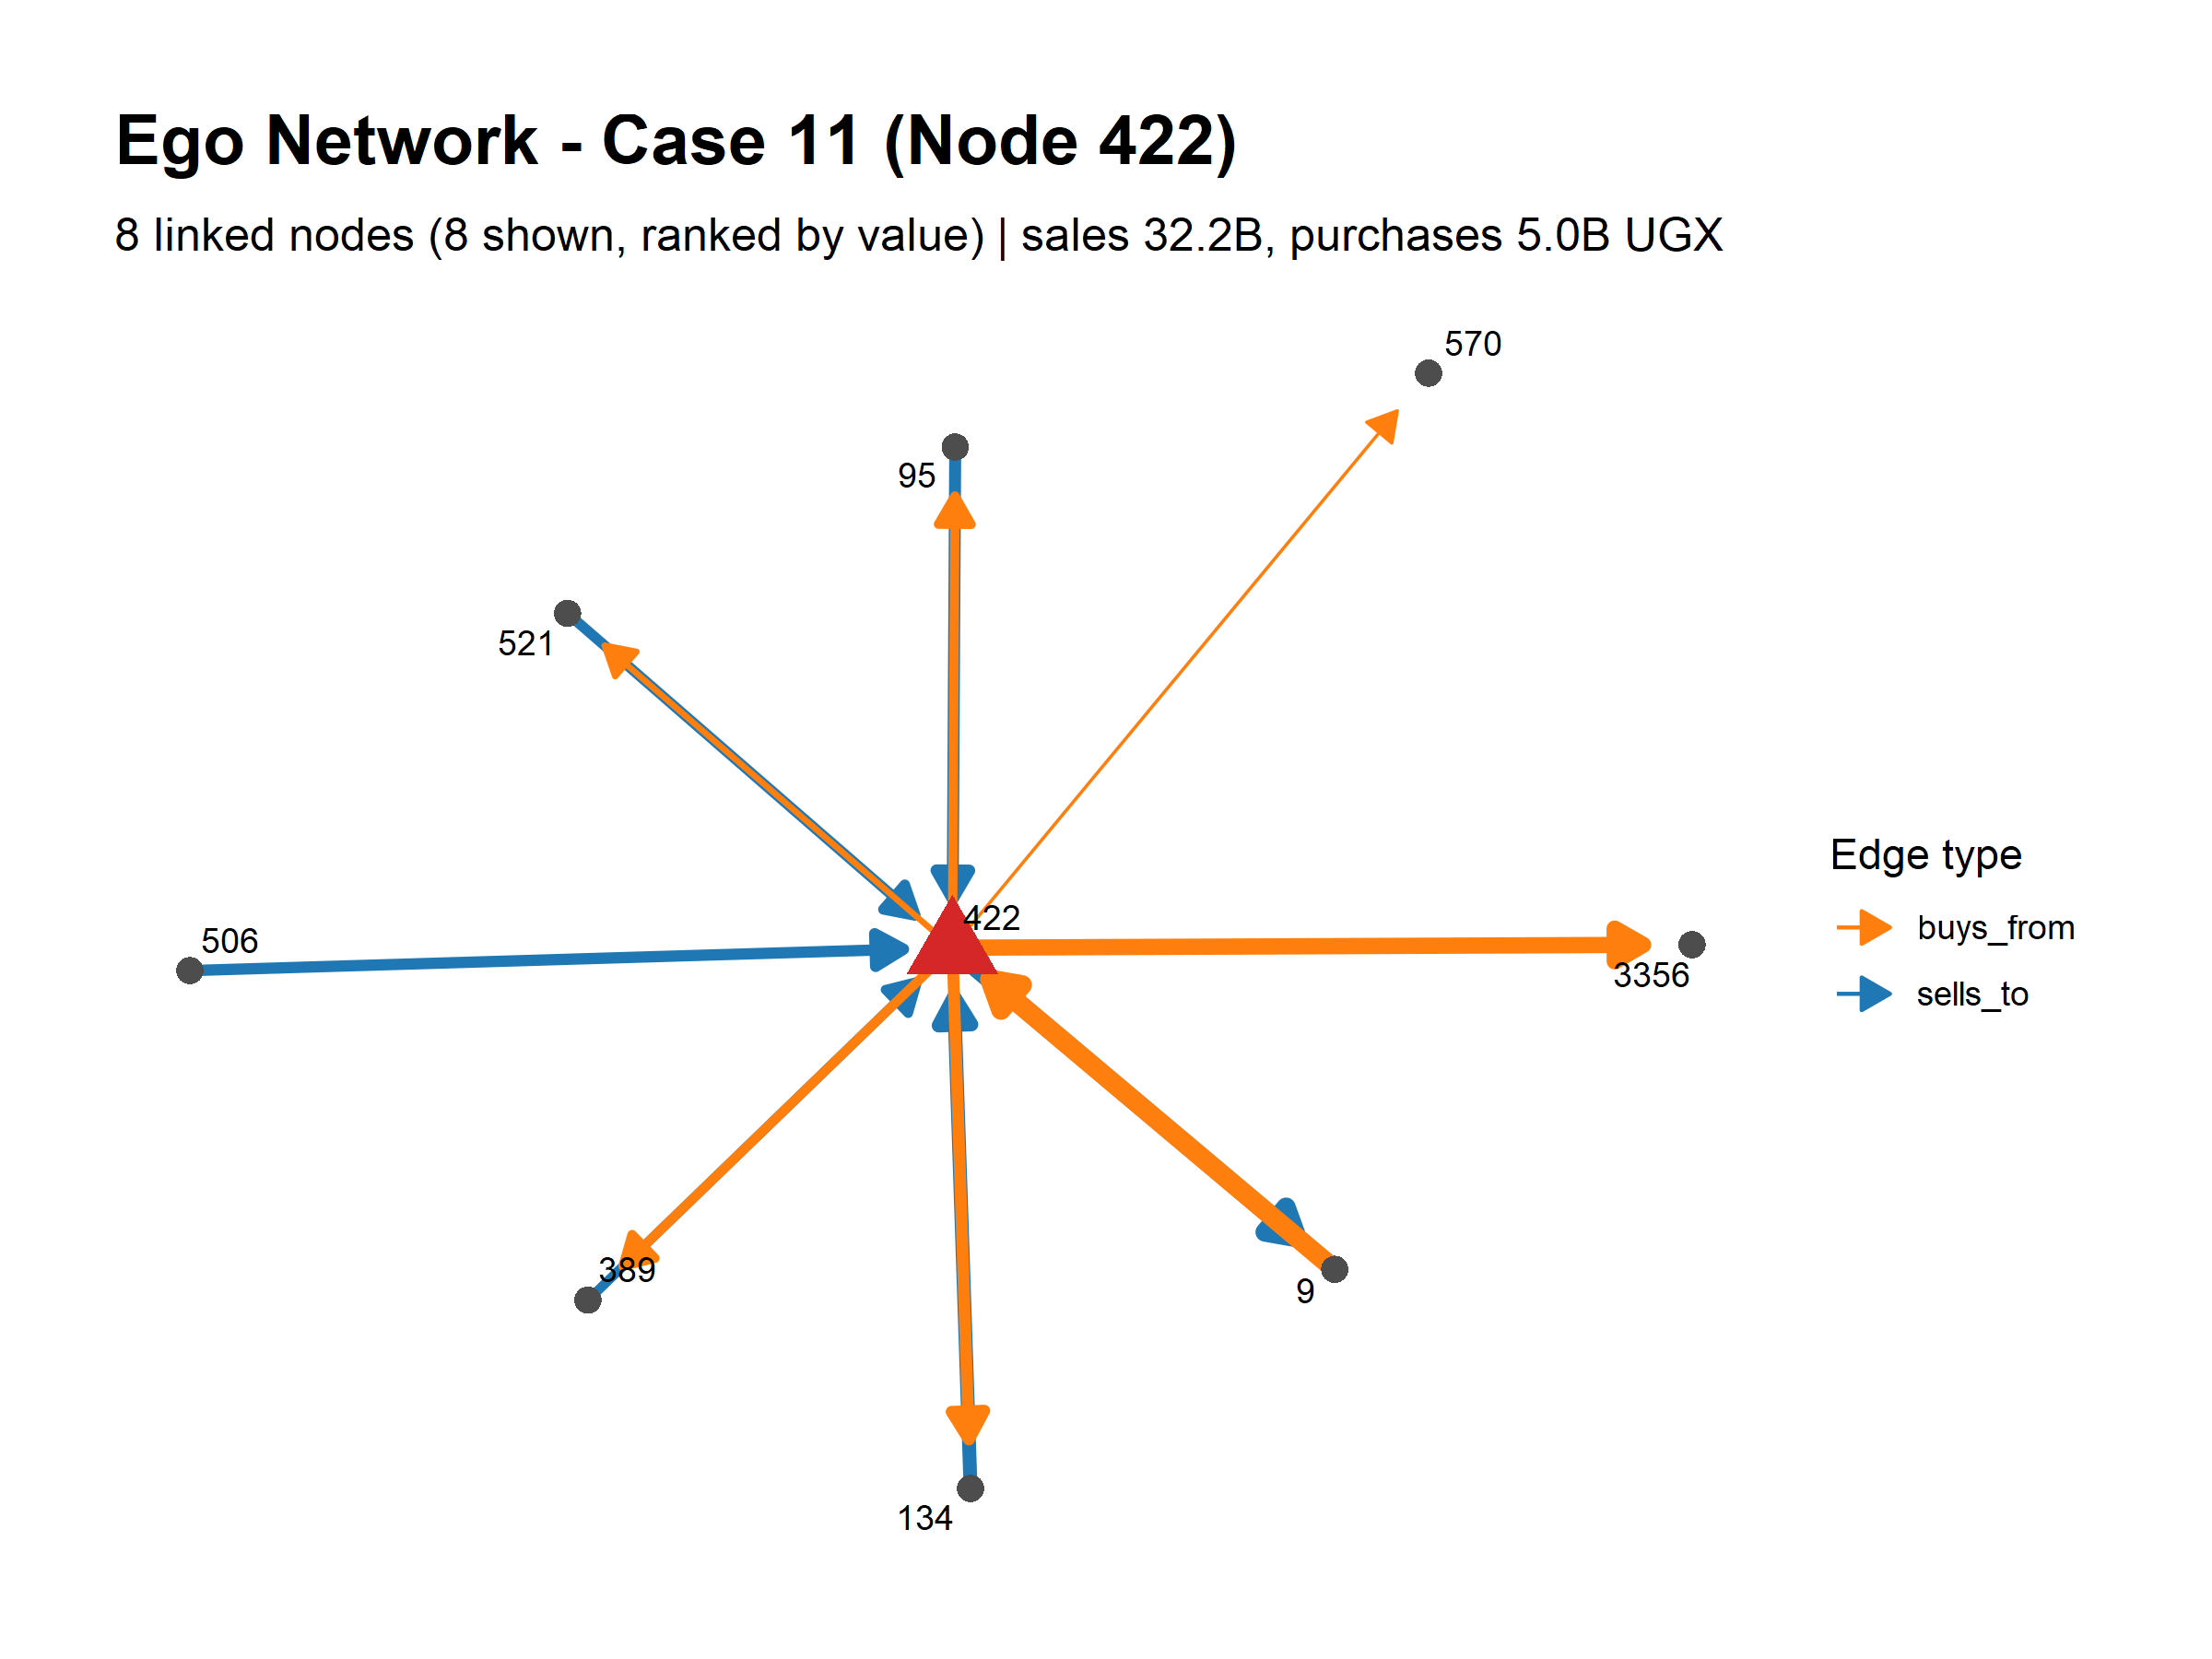 Ego Network - Case 11 (Node 422)
8 linked nodes (8 shown, ranked by value) | sales 32.2B, purchases 5.0B UGX
570
95
521
422
506
3356
389
9
134
Edge type
buys_from
sells_to